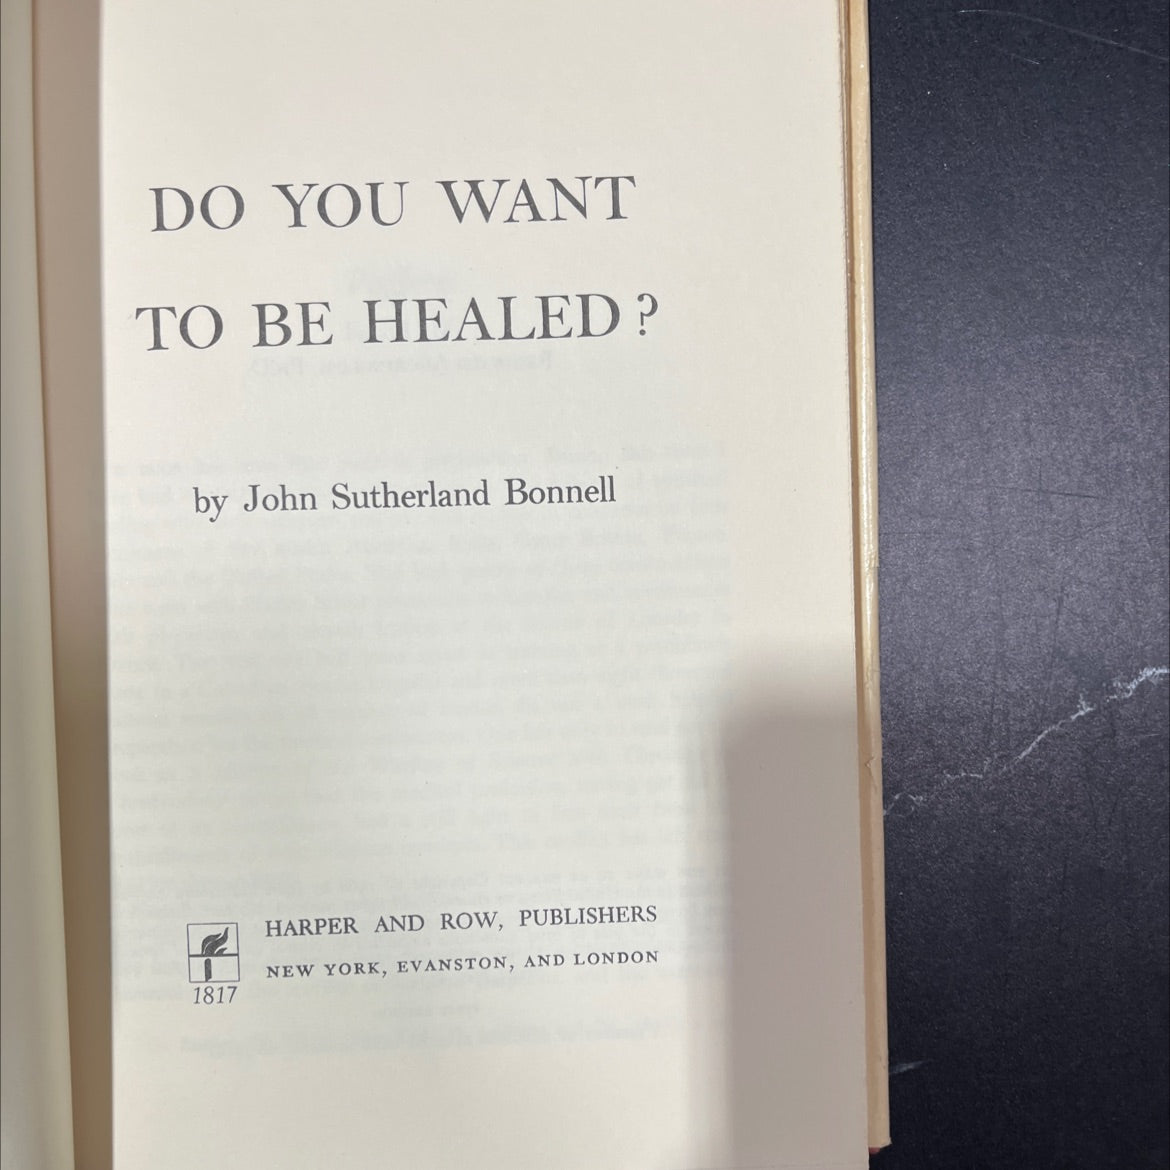 DO YOU WANT
TO BE HEALED?
by John Sutherland Bonnell
HARPER AND ROW, PUBLISHERS
NEW YORK, EVANSTON, AND LONDON
1817